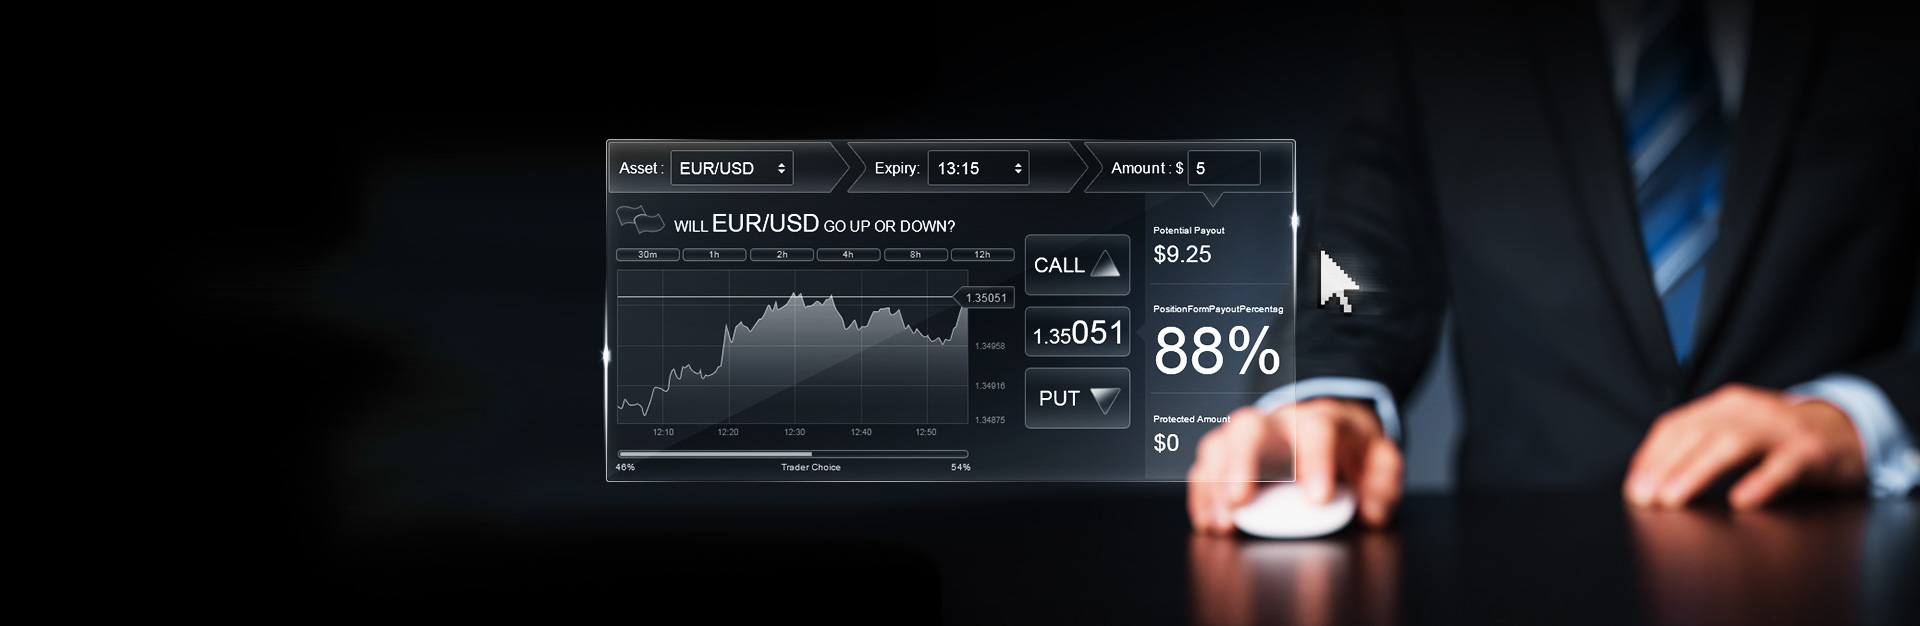 Asset : EUR/USD
Expiry: 13:15
Amount : $ 5
WILL EUR/USD GO UP OR DOWN?
30m 1h 2h 4h 8h 12h
1.35051
1.34958
1.34916
1.34875
12:10 12:20 12:30 12:40 12:50
46% Trader Choice 54%
CALL
1.35051
PUT
Potential Payout
$9.25
PositionFormPayoutPercentag
88%
Protected Amount
$0